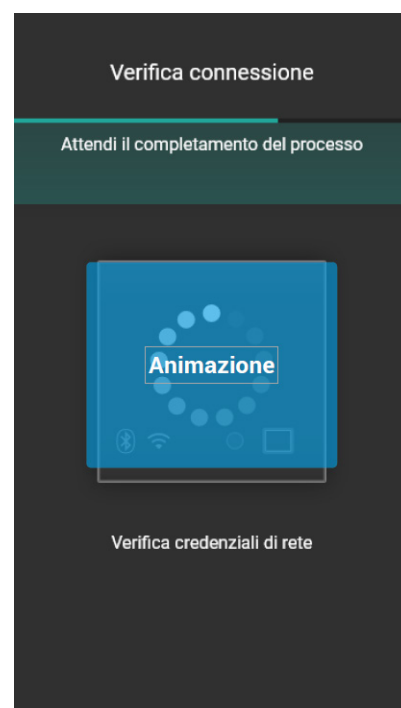 Verifica connessione
Attendi il completamento del processo
Animazione
Verifica credenziali di rete